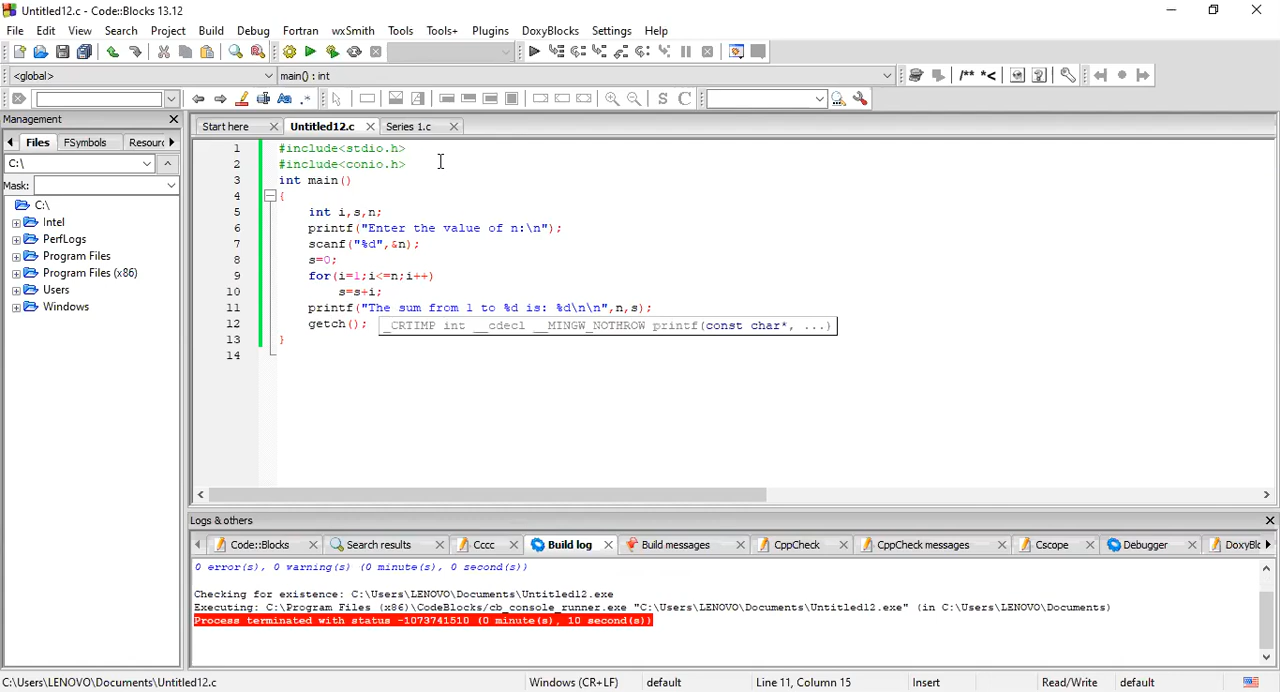 Untitled12.c - Code::Blocks 13.12
File Edit View Search Project Build Debug Fortran wxSmith Tools Tools+ Plugins DoxyBlocks Settings Help
<global> main() : int /** *<
Aa .* S C
Management
Files FSymbols Resourc
C:\
Mask:
C:\
Intel
PerfLogs
Program Files
Program Files (x86)
Users
Windows
Start here Untitled12.c Series 1.c
1 #include<stdio.h>
2 #include<conio.h>
3 int main()
4 {
5 int i,s,n;
6 printf("Enter the value of n:\n");
7 scanf("%d",&n);
8 s=0;
9 for(i=1;i<=n;i++)
10 s=s+i;
11 printf("The sum from 1 to %d is: %d\n\n",n,s);
12 getch(); _CRTIMP int __cdecl __MINGW_NOTHROW printf(const char*, ...)
13 }
14
Logs & others
Code::Blocks Search results Cccc Build log Build messages CppCheck CppCheck messages Cscope Debugger DoxyBlo
0 error(s), 0 warning(s) (0 minute(s), 0 second(s))
Checking for existence: C:\Users\LENOVO\Documents\Untitled12.exe
Executing: C:\Program Files (x86)\CodeBlocks/cb_console_runner.exe "C:\Users\LENOVO\Documents\Untitled12.exe" (in C:\Users\LENOVO\Documents)
Process terminated with status -1073741510 (0 minute(s), 10 second(s))
C:\Users\LENOVO\Documents\Untitled12.c Windows (CR+LF) default Line 11, Column 15 Insert Read/Write default